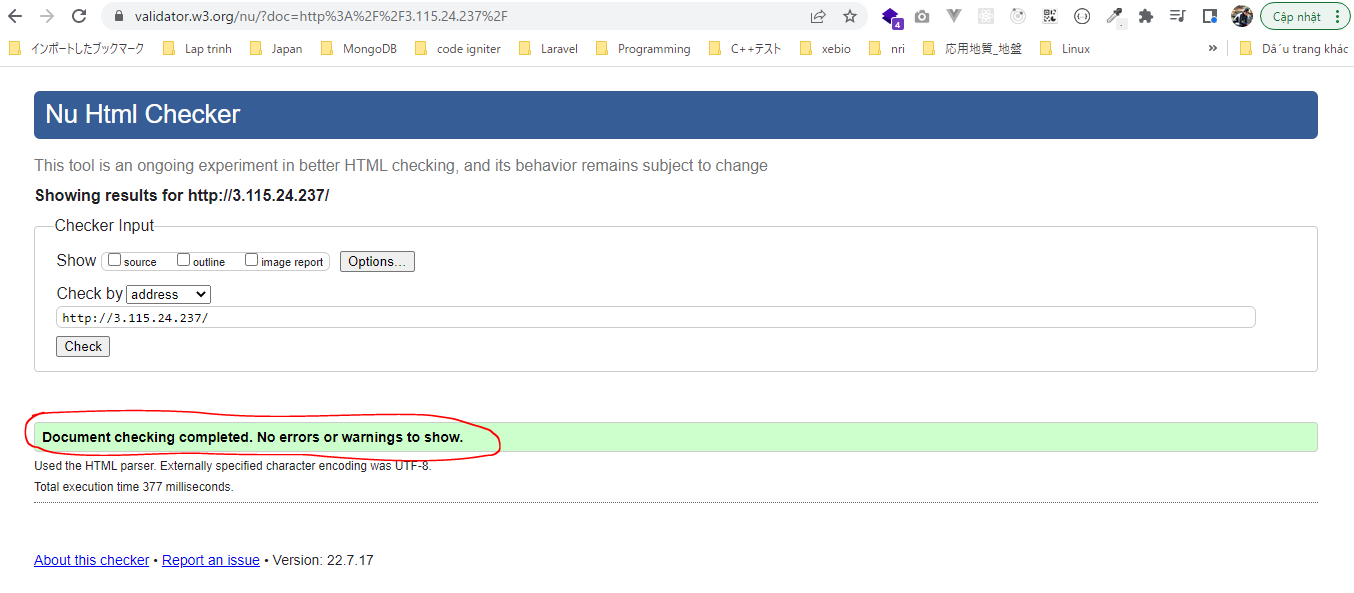 validator.w3.org/nu/?doc=http%3A%2F%2F3.115.24.237%2F
4
Cập nhật
インポートしたブックマーク Lap trinh Japan MongoDB code igniter Laravel Programming C++テスト xebio nri 応用地質_地盤 Linux » Dấu trang khác
Nu Html Checker
This tool is an ongoing experiment in better HTML checking, and its behavior remains subject to change
Showing results for http://3.115.24.237/
Checker Input
Show source outline image report Options...
Check by address
http://3.115.24.237/
Check
Document checking completed. No errors or warnings to show.
Used the HTML parser. Externally specified character encoding was UTF-8.
Total execution time 377 milliseconds.
About this checker • Report an issue • Version: 22.7.17